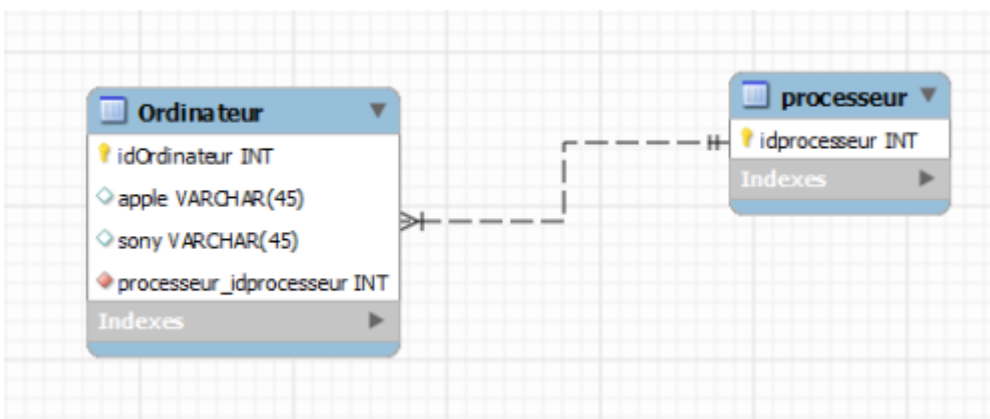 Ordinateur
idOrdinateur INT
apple VARCHAR(45)
sony VARCHAR(45)
processeur_idprocesseur INT
Indexes
processeur
idprocesseur INT
Indexes